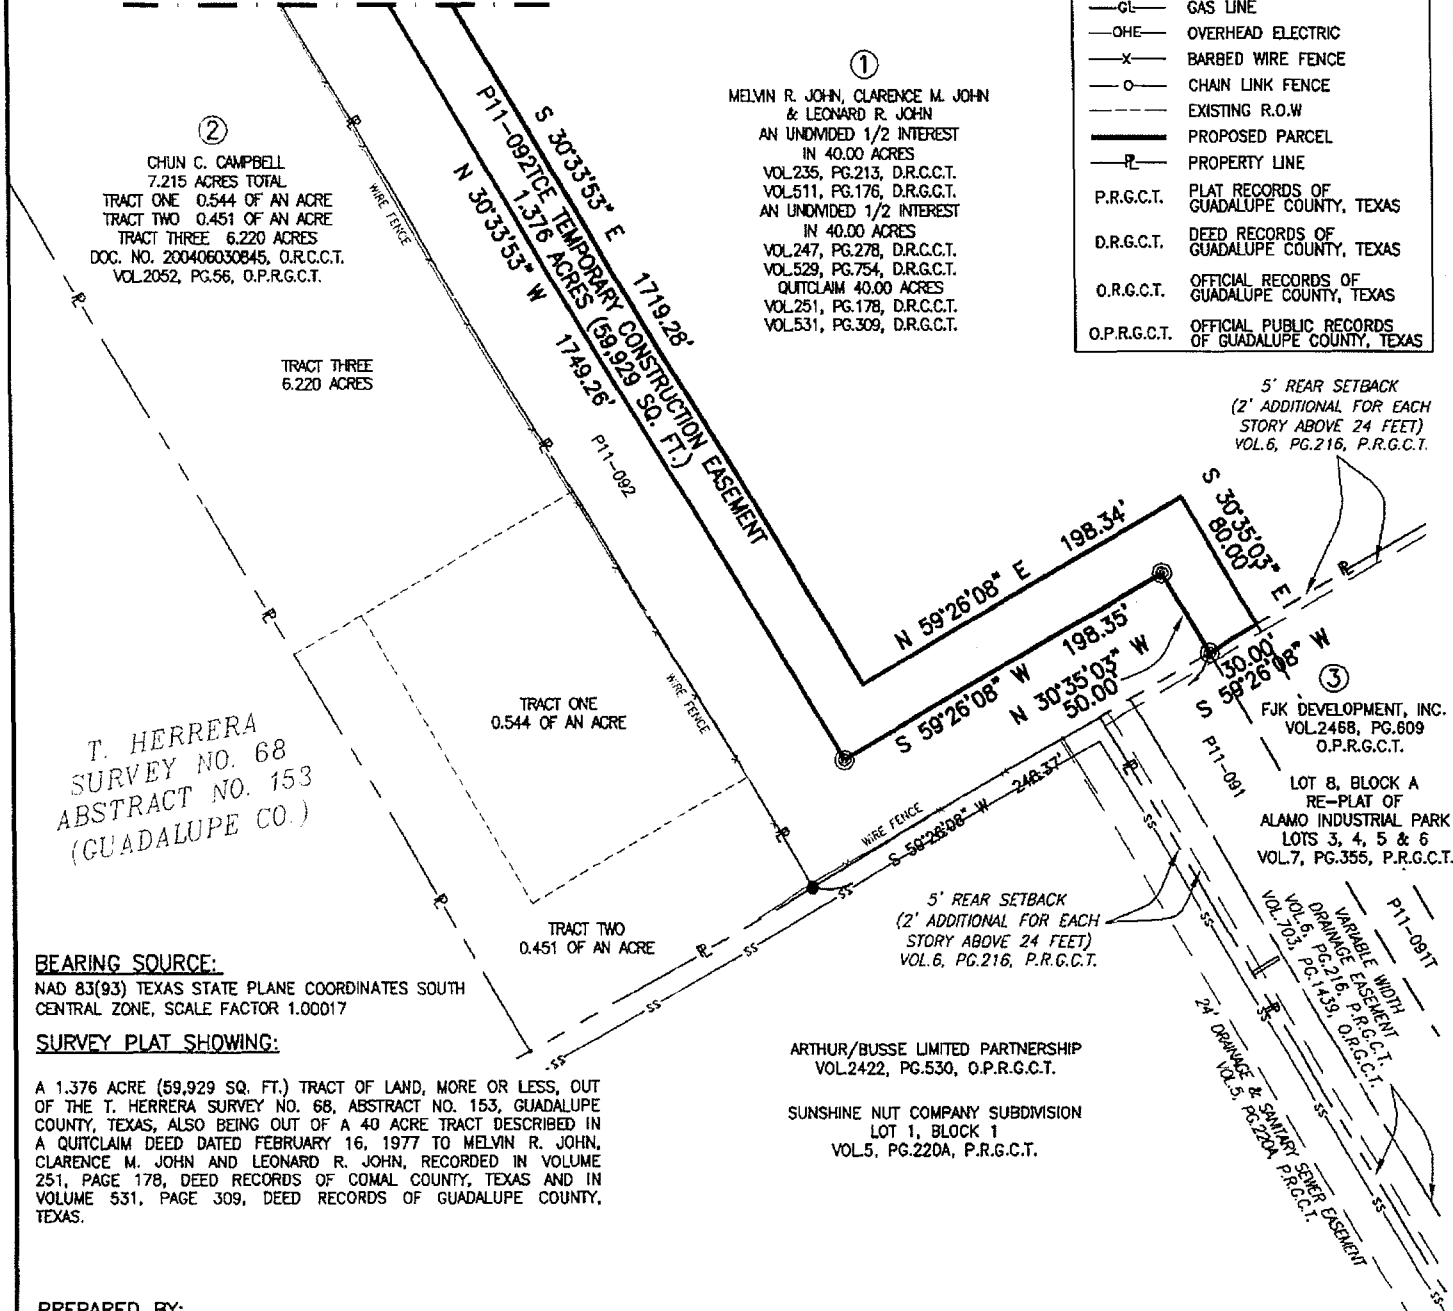 GL GAS LINE
OHE OVERHEAD ELECTRIC
X BARBED WIRE FENCE
O CHAIN LINK FENCE
EXISTING R.O.W
PROPOSED PARCEL
PL PROPERTY LINE
P.R.G.C.T. PLAT RECORDS OF
GUADALUPE COUNTY, TEXAS
D.R.G.C.T. DEED RECORDS OF
GUADALUPE COUNTY, TEXAS
O.R.G.C.T. OFFICIAL RECORDS OF
GUADALUPE COUNTY, TEXAS
O.P.R.G.C.T. OFFICIAL PUBLIC RECORDS
OF GUADALUPE COUNTY, TEXAS
1
MELVIN R. JOHN, CLARENCE M. JOHN
& LEONARD R. JOHN
AN UNDIVIDED 1/2 INTEREST
IN 40.00 ACRES
VOL.235, PG.213, D.R.C.C.T.
VOL.511, PG.176, D.R.G.C.T.
AN UNDIVIDED 1/2 INTEREST
IN 40.00 ACRES
VOL.247, PG.278, D.R.C.C.T.
VOL.529, PG.754, D.R.G.C.T.
QUITCLAIM 40.00 ACRES
VOL.251, PG.178, D.R.C.C.T.
VOL.531, PG.309, D.R.G.C.T.
2
CHUN C. CAMPBELL
7.215 ACRES TOTAL
TRACT ONE 0.544 OF AN ACRE
TRACT TWO 0.451 OF AN ACRE
TRACT THREE 6.220 ACRES
DOC. NO. 200406030845, O.R.C.C.T.
VOL.2052, PG.56, O.P.R.G.C.T.
WIRE FENCE
S 30°33'53" E 1719.28'
P11-092TCE TEMPORARY CONSTRUCTION EASEMENT
1.376 ACRES (59,929 SQ. FT.)
N 30°33'53" W 1749.26'
P11-092
TRACT THREE
6.220 ACRES
5' REAR SETBACK
(2' ADDITIONAL FOR EACH
STORY ABOVE 24 FEET)
VOL.6, PG.216, P.R.G.C.T.
S 30°35'03" E
80.00'
N 59°26'08" E 198.34'
S 59°26'08" W 198.35'
N 30°35'03" W
50.00'
30.00'
S 59°26'08" W
3
FJK DEVELOPMENT, INC.
VOL.2468, PG.609
O.P.R.G.C.T.
LOT 8, BLOCK A
RE-PLAT OF
ALAMO INDUSTRIAL PARK
LOTS 3, 4, 5 & 6
VOL.7, PG.355, P.R.G.C.T.
P11-091
P11-091T
WIRE FENCE
TRACT ONE
0.544 OF AN ACRE
T. HERRERA
SURVEY NO. 68
ABSTRACT NO. 153
(GUADALUPE CO.)
WIRE FENCE
S 59°26'08" W 248.37'
TRACT TWO
0.451 OF AN ACRE
5' REAR SETBACK
(2' ADDITIONAL FOR EACH
STORY ABOVE 24 FEET)
VOL.6, PG.216, P.R.G.C.T.
VARIABLE WIDTH
DRAINAGE EASEMENT
VOL.6, PG.216, P.R.G.C.T.
VOL.703, PG.1439, O.R.G.C.T.
24' DRAINAGE & SANITARY SEWER EASEMENT
VOL.5, PG.220A P.R.G.C.T.
BEARING SOURCE:
NAD 83(93) TEXAS STATE PLANE COORDINATES SOUTH
CENTRAL ZONE, SCALE FACTOR 1.00017
SURVEY PLAT SHOWING:
A 1.376 ACRE (59,929 SQ. FT.) TRACT OF LAND, MORE OR LESS, OUT
OF THE T. HERRERA SURVEY NO. 68, ABSTRACT NO. 153, GUADALUPE
COUNTY, TEXAS, ALSO BEING OUT OF A 40 ACRE TRACT DESCRIBED IN
A QUITCLAIM DEED DATED FEBRUARY 16, 1977 TO MELVIN R. JOHN,
CLARENCE M. JOHN AND LEONARD R. JOHN, RECORDED IN VOLUME
251, PAGE 178, DEED RECORDS OF COMAL COUNTY, TEXAS AND IN
VOLUME 531, PAGE 309, DEED RECORDS OF GUADALUPE COUNTY,
TEXAS.
ARTHUR/BUSSE LIMITED PARTNERSHIP
VOL.2422, PG.530, O.P.R.G.C.T.
SUNSHINE NUT COMPANY SUBDIVISION
LOT 1, BLOCK 1
VOL.5, PG.220A, P.R.G.C.T.
PREPARED BY: